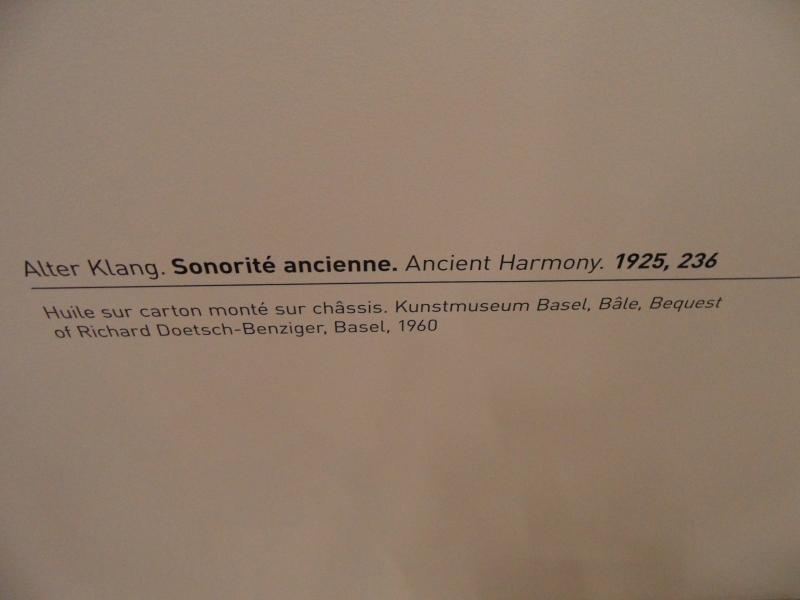 Alter Klang. Sonorité ancienne. Ancient Harmony. 1925, 236
Huile sur carton monté sur châssis. Kunstmuseum Basel, Bâle, Bequest
of Richard Doetsch-Benziger, Basel, 1960